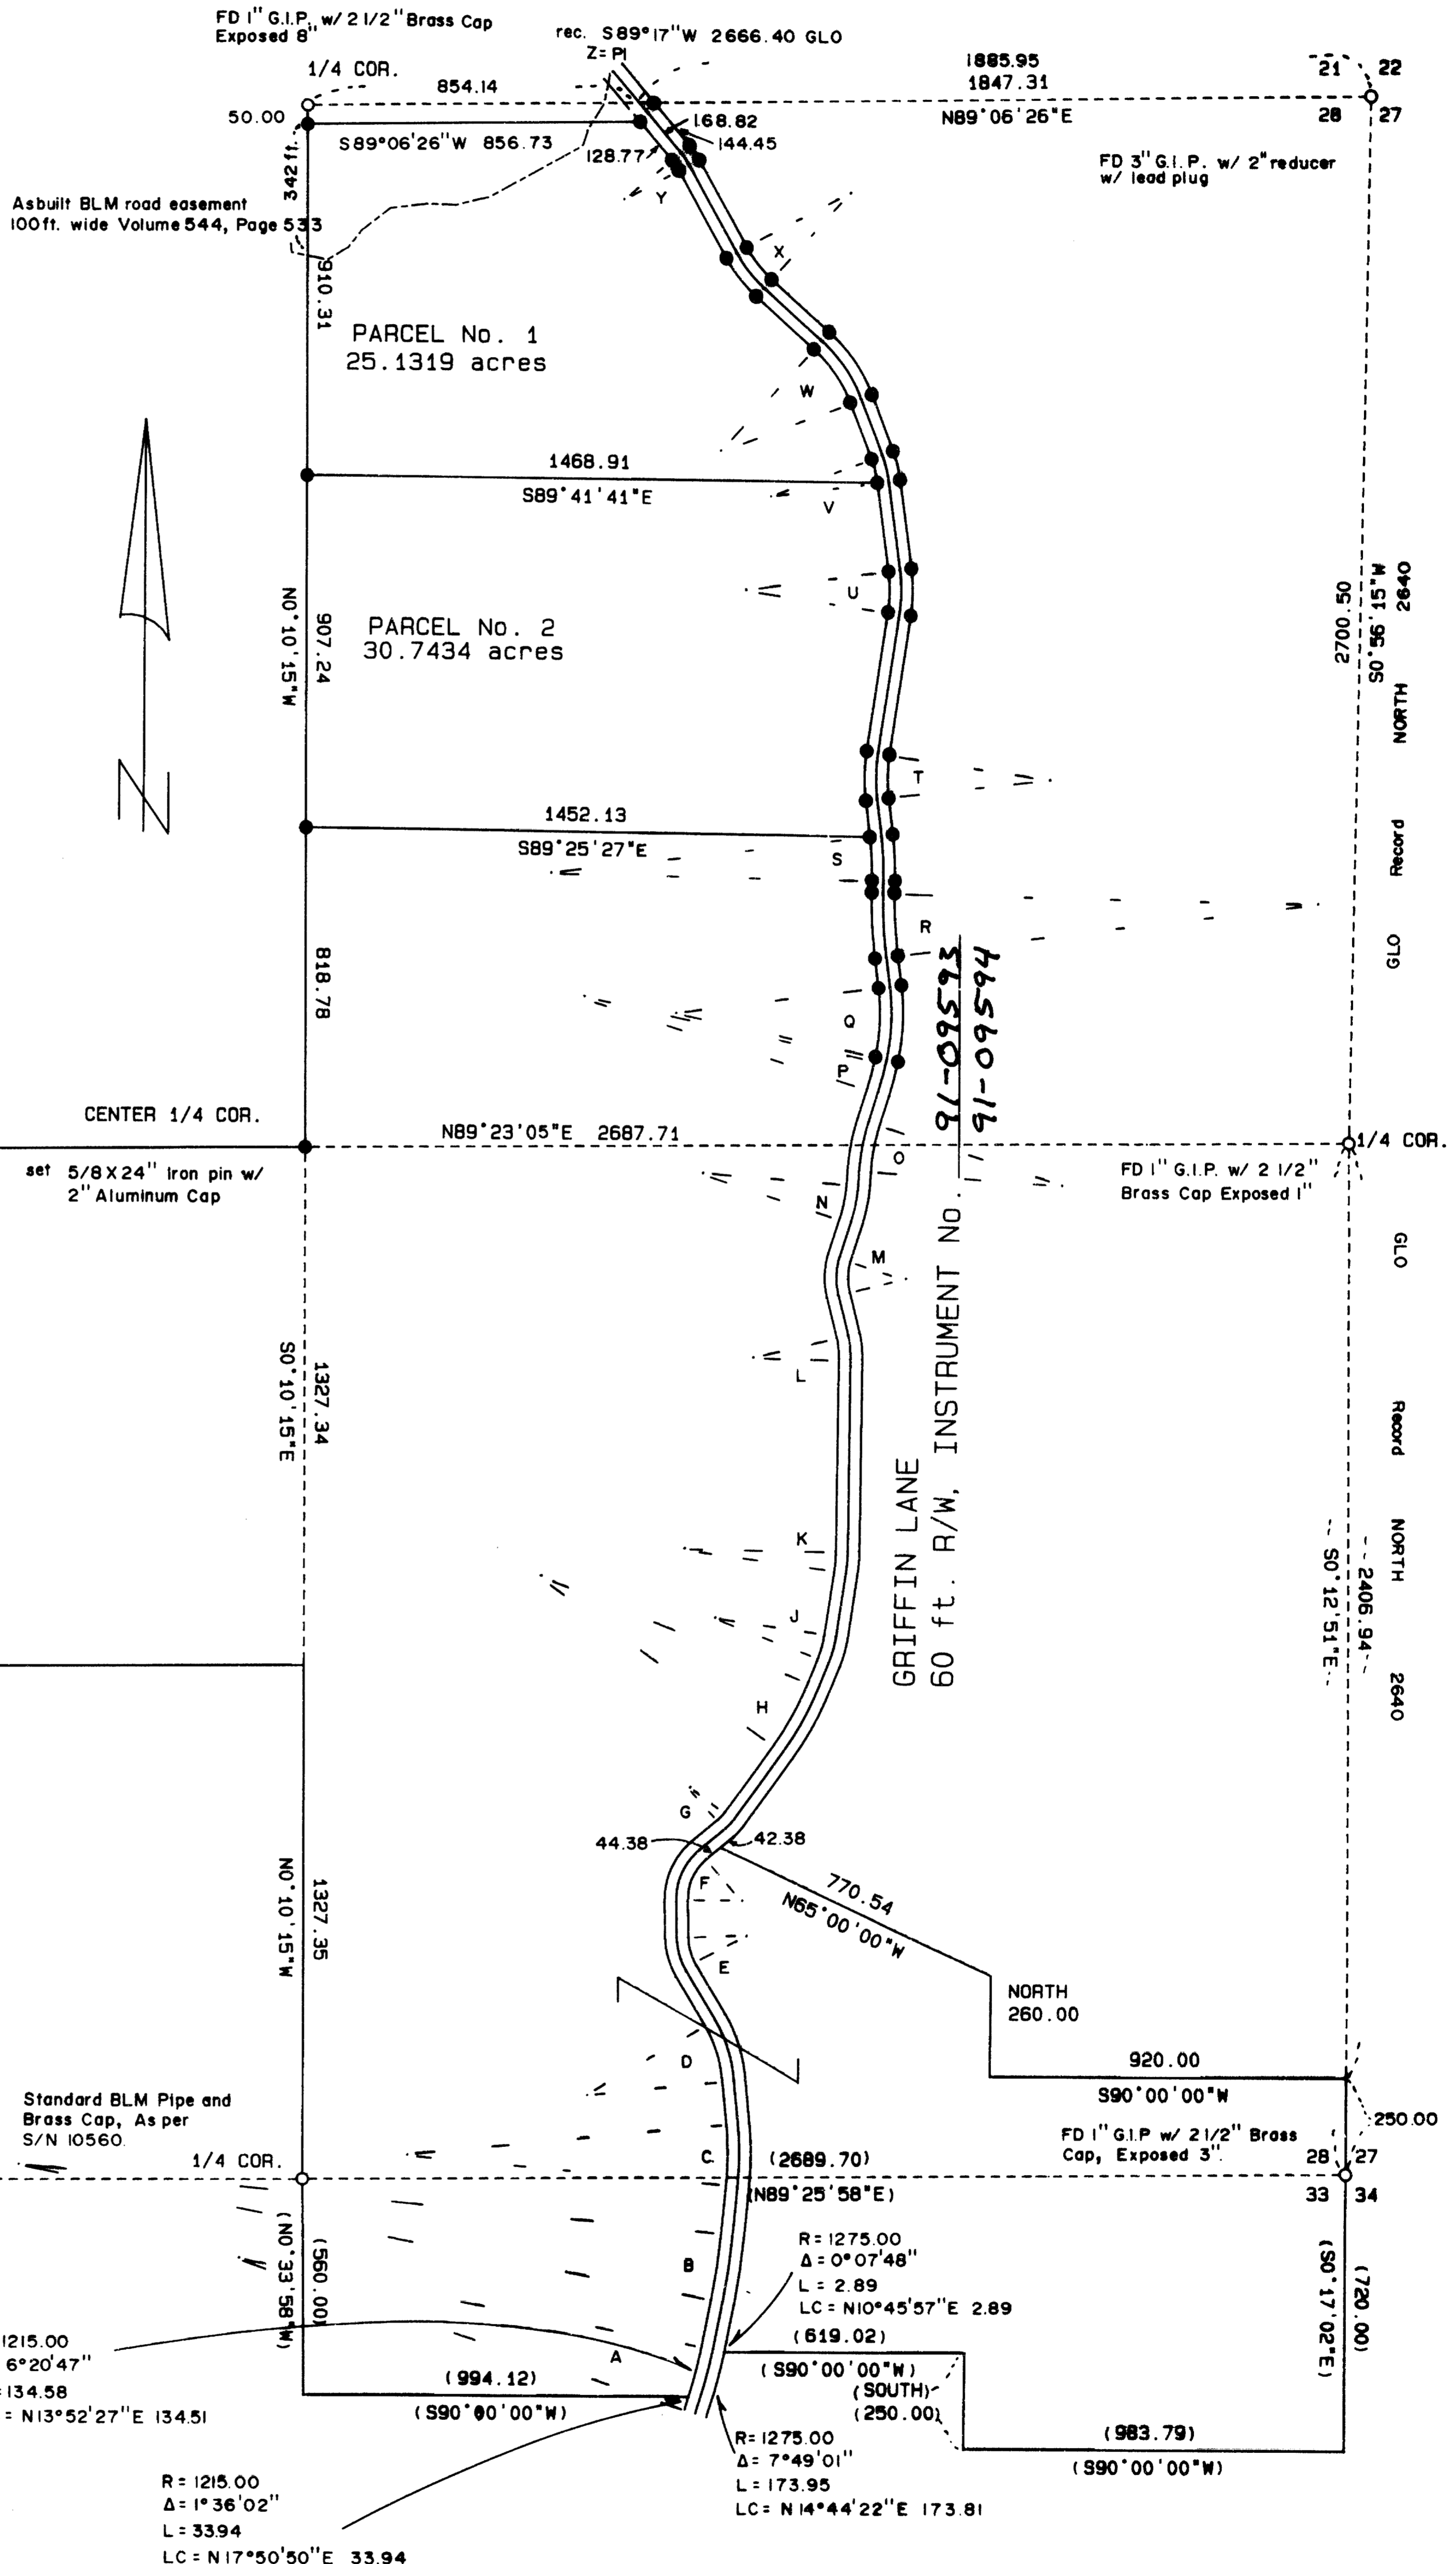 FD 1" G.I.P. w/ 2 1/2" Brass Cap
Exposed 8"
rec. S89°17"W 2666.40 GLO
Z=PI
1/4 COR.
854.14
1885.95
1847.31
N89°06'26"E
21
22
28
27
50.00
S89°06'26"W 856.73
168.82
144.45
128.77
Y
342.11
FD 3" G.I.P. w/ 2" reducer
w/ lead plug
Asbuilt BLM road easement
100ft. wide Volume 544, Page 533
910.31
X
PARCEL No. 1
25.1319 acres
W
1468.91
S89°41'41"E
V
U
N0°10'15"W
907.24
PARCEL No. 2
30.7434 acres
2700.50
S0°56'15"W
GLO Record NORTH 2640
N
T
1452.13
S89°25'27"E
S
R
818.78
Q
P
91-09593
91-09594
CENTER 1/4 COR.
N89°23'05"E 2687.71
1/4 COR.
set 5/8X24" Iron pin w/
2" Aluminum Cap
O
FD 1" G.I.P. w/ 2 1/2"
Brass Cap Exposed 1"
N
M
L
S0°10'15"E
1327.34
GRIFFIN LANE
60 ft. R/W, INSTRUMENT No.
GLO Record NORTH 2640
K
J
H
S0°12'51"E
2406.94
G
44.38
42.38
F
770.54
N65°00'00"W
N0°10'15"W
1327.35
E
NORTH
260.00
D
920.00
S90°00'00"W
250.00
Standard BLM Pipe and
Brass Cap, As per
S/N 10560.
1/4 COR.
C
(2689.70)
(N89°25'58"E)
FD 1" G.I.P w/ 2 1/2" Brass
Cap, Exposed 3".
28
27
33
34
B
(N0°33'58"W)
(560.00)
R= 1275.00
Δ= 0°07'48"
L = 2.89
LC= N10°45'57"E 2.89
(619.02)
(S90°00'00"W)
(SOUTH)
(250.00)
(S0°17'02"E)
(720.00)
1215.00
6°20'47"
=134.58
= N13°52'27"E 134.51
A
(994.12)
(S90°00'00"W)
(983.79)
(S90°00'00"W)
R= 1275.00
Δ= 7°49'01"
L = 173.95
LC= N14°44'22"E 173.81
R= 1215.00
Δ= 1°36'02"
L = 33.94
LC = N17°50'50"E 33.94